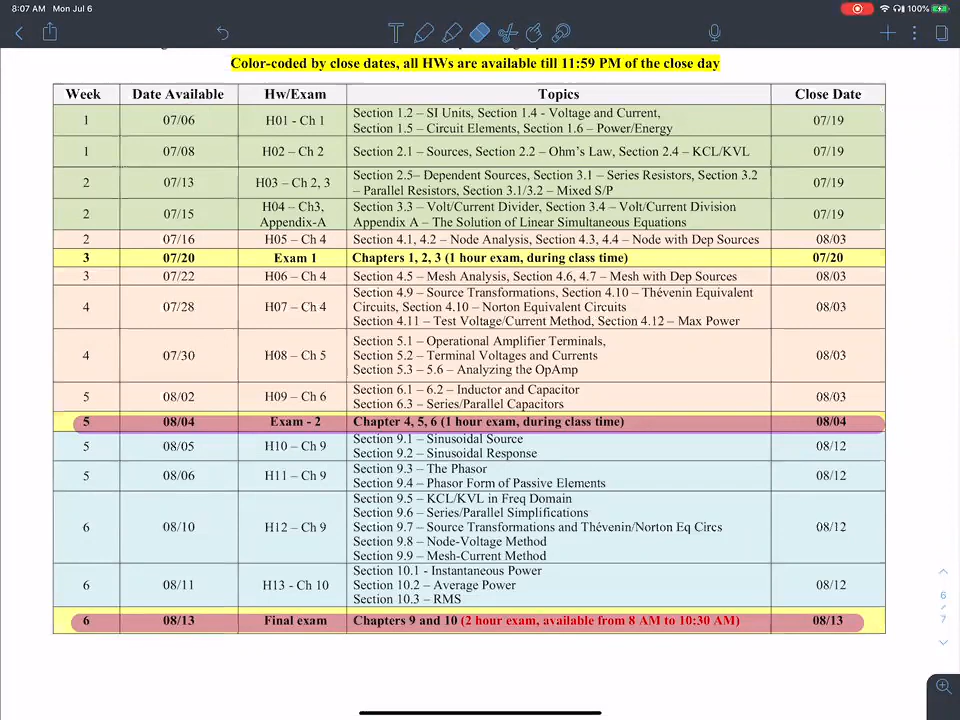 8:07 AM Mon Jul 6
100%
Color-coded by close dates, all HWs are available till 11:59 PM of the close day
Week Date Available Hw/Exam Topics Close Date
1 07/06 H01 - Ch 1 Section 1.2 – SI Units, Section 1.4 - Voltage and Current, 07/19
Section 1.5 – Circuit Elements, Section 1.6 – Power/Energy
1 07/08 H02 – Ch 2 Section 2.1 – Sources, Section 2.2 – Ohm’s Law, Section 2.4 – KCL/KVL 07/19
2 07/13 H03 – Ch 2, 3 Section 2.5– Dependent Sources, Section 3.1 – Series Resistors, Section 3.2 07/19
– Parallel Resistors, Section 3.1/3.2 – Mixed S/P
2 07/15 H04 – Ch3, Section 3.3 – Volt/Current Divider, Section 3.4 – Volt/Current Division 07/19
Appendix-A Appendix A – The Solution of Linear Simultaneous Equations
2 07/16 H05 – Ch 4 Section 4.1, 4.2 – Node Analysis, Section 4.3, 4.4 – Node with Dep Sources 08/03
3 07/20 Exam 1 Chapters 1, 2, 3 (1 hour exam, during class time) 07/20
3 07/22 H06 – Ch 4 Section 4.5 – Mesh Analysis, Section 4.6, 4.7 – Mesh with Dep Sources 08/03
4 07/28 H07 – Ch 4 Section 4.9 – Source Transformations, Section 4.10 – Thévenin Equivalent 08/03
Circuits, Section 4.10 – Norton Equivalent Circuits
Section 4.11 – Test Voltage/Current Method, Section 4.12 – Max Power
4 07/30 H08 – Ch 5 Section 5.1 – Operational Amplifier Terminals, 08/03
Section 5.2 – Terminal Voltages and Currents
Section 5.3 – 5.6 – Analyzing the OpAmp
5 08/02 H09 – Ch 6 Section 6.1 – 6.2 – Inductor and Capacitor 08/03
Section 6.3 – Series/Parallel Capacitors
5 08/04 Exam - 2 Chapter 4, 5, 6 (1 hour exam, during class time) 08/04
5 08/05 H10 – Ch 9 Section 9.1 – Sinusoidal Source 08/12
Section 9.2 – Sinusoidal Response
5 08/06 H11 – Ch 9 Section 9.3 – The Phasor 08/12
Section 9.4 – Phasor Form of Passive Elements
6 08/10 H12 – Ch 9 Section 9.5 – KCL/KVL in Freq Domain 08/12
Section 9.6 – Series/Parallel Simplifications
Section 9.7 – Source Transformations and Thévenin/Norton Eq Circs
Section 9.8 – Node-Voltage Method
Section 9.9 – Mesh-Current Method
6 08/11 H13 - Ch 10 Section 10.1 - Instantaneous Power 08/12
Section 10.2 – Average Power
Section 10.3 – RMS
6 08/13 Final exam Chapters 9 and 10 (2 hour exam, available from 8 AM to 10:30 AM) 08/13
6
/
7